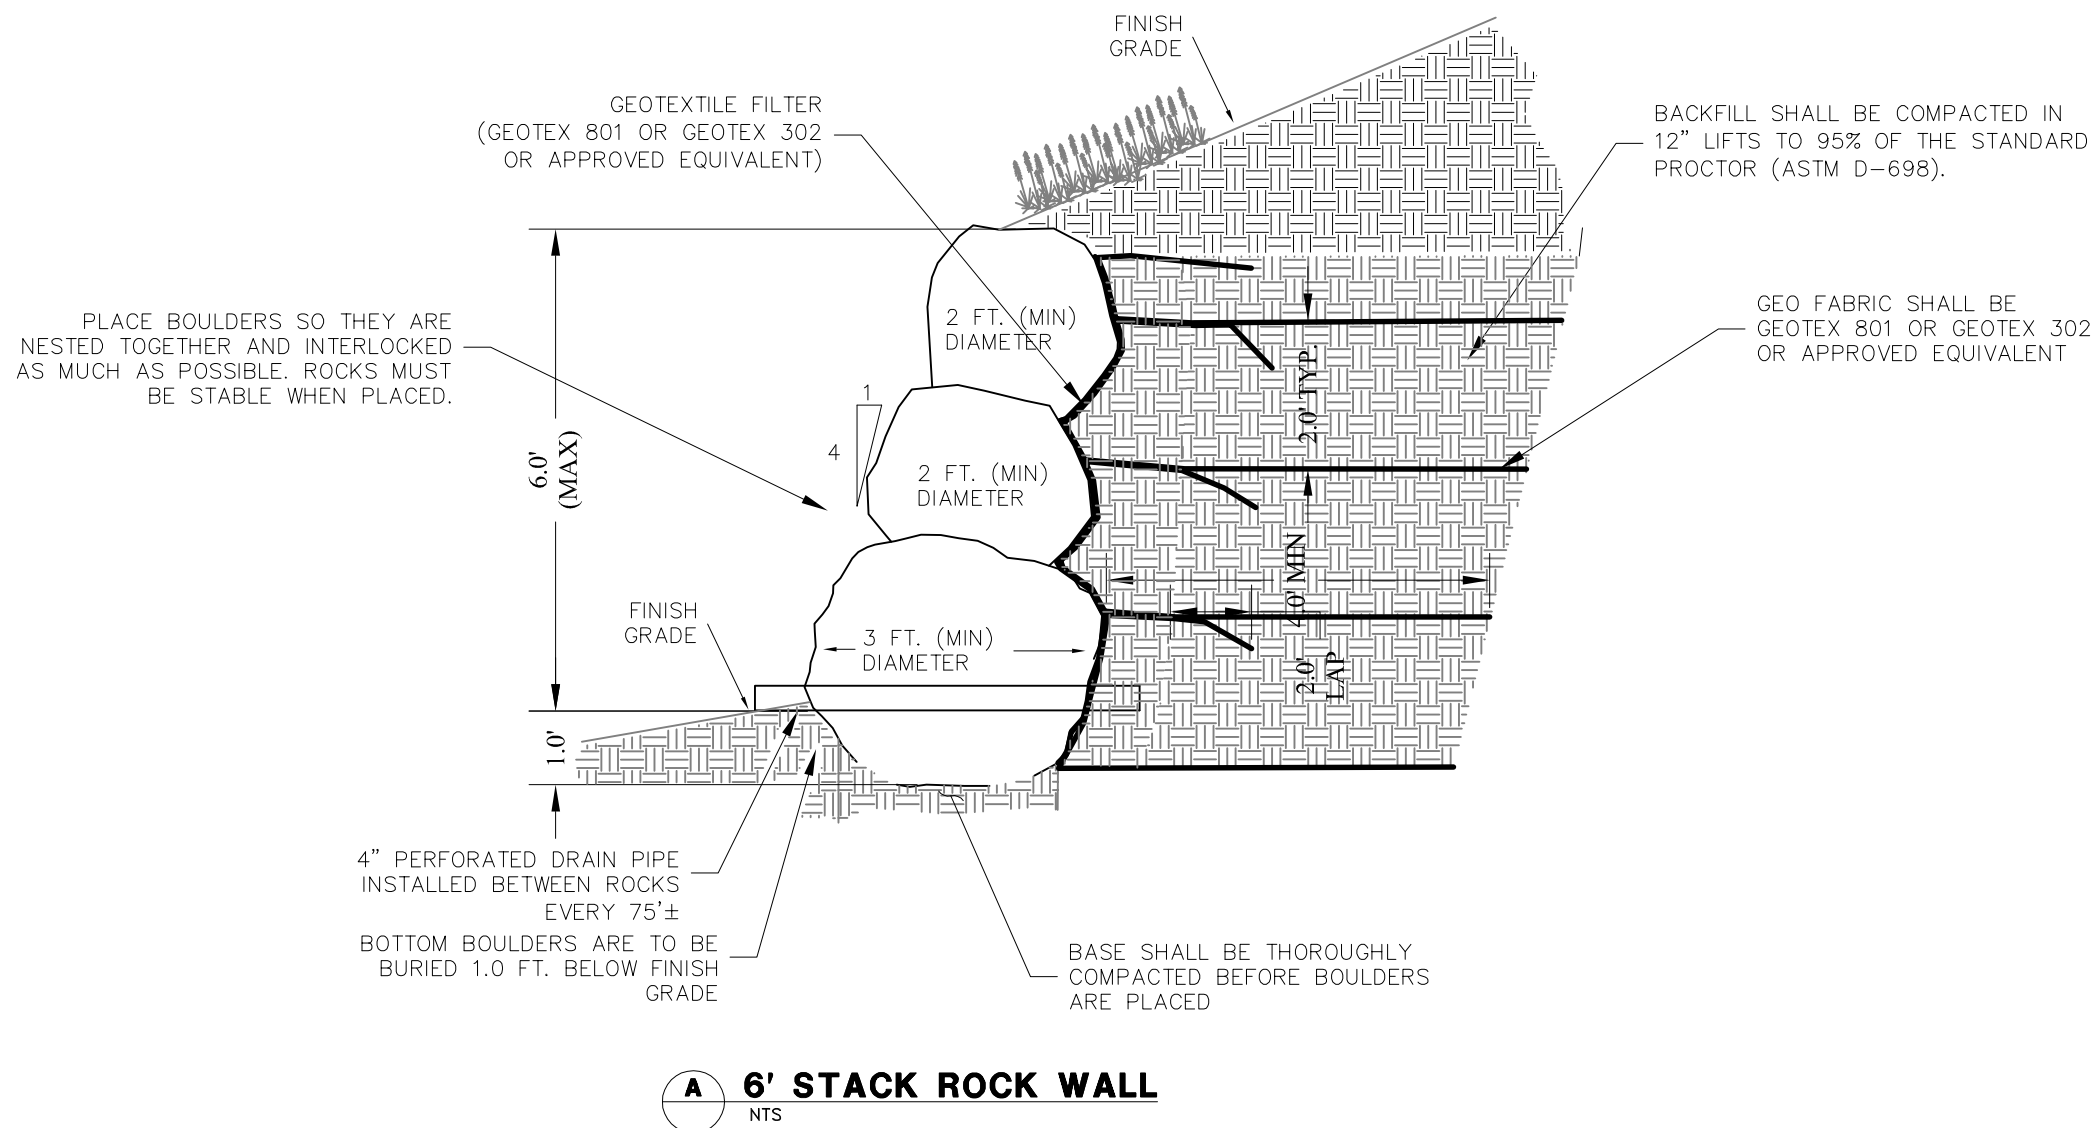 FINISH
GRADE
GEOTEXTILE FILTER
(GEOTEX 801 OR GEOTEX 302
OR APPROVED EQUIVALENT)
BACKFILL SHALL BE COMPACTED IN
12" LIFTS TO 95% OF THE STANDARD
PROCTOR (ASTM D-698).
PLACE BOULDERS SO THEY ARE
NESTED TOGETHER AND INTERLOCKED
AS MUCH AS POSSIBLE. ROCKS MUST
BE STABLE WHEN PLACED.
GEO FABRIC SHALL BE
GEOTEX 801 OR GEOTEX 302
OR APPROVED EQUIVALENT
2 FT. (MIN)
DIAMETER
1
4
6.0'
(MAX)
2.0' TYP.
2 FT. (MIN)
DIAMETER
4.0' MIN
FINISH
GRADE
3 FT. (MIN)
DIAMETER
2.0'
LAP
1.0'
4" PERFORATED DRAIN PIPE
INSTALLED BETWEEN ROCKS
EVERY 75'±
BOTTOM BOULDERS ARE TO BE
BURIED 1.0 FT. BELOW FINISH
GRADE
BASE SHALL BE THOROUGHLY
COMPACTED BEFORE BOULDERS
ARE PLACED
A 6' STACK ROCK WALL
NTS